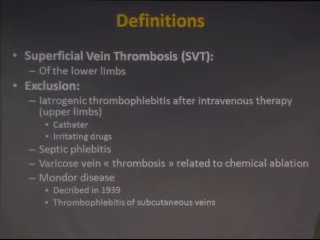 Definitions
• Superficial Vein Thrombosis (SVT):
– Of the lower limbs
• Exclusion:
– Iatrogenic thrombophlebitis after intravenous therapy
(upper limbs)
• Catheter
• Irritating drugs
– Septic phlebitis
– Varicose vein « thrombosis » related to chemical ablation
– Mondor disease
• Decribed in 1939
• Thrombophlebitis of subcutaneous veins